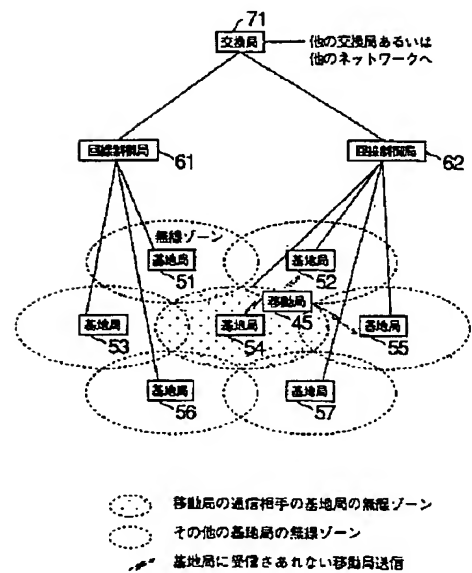 71
交換局
他の交換局あるいは
他のネットワークへ
回線制御局
61
回線制御局
62
無線ゾーン
基地局
51
基地局
52
移動局
45
基地局
53
基地局
54
基地局
55
基地局
56
基地局
57
移動局の通信相手の基地局の無線ゾーン
その他の基地局の無線ゾーン
基地局に受信さあれない移動局送信